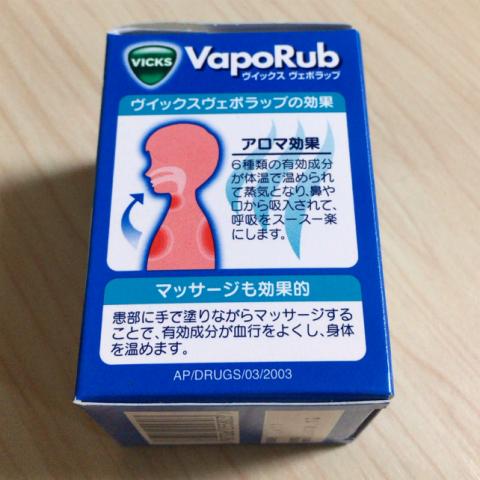 VICKS VapoRub
ヴイックス ヴェポラッブ
ヴイックスヴェポラッブの効果
アロマ効果
6種類の有効成分
が体温で温められ
て蒸気となり、鼻や
口から吸入されて、
呼吸をスースー楽
にします。
マッサージも効果的
患部に手で塗りながらマッサージする
ことで、有効成分が血行をよくし、身体
を温めます。
AP/DRUGS/03/2003